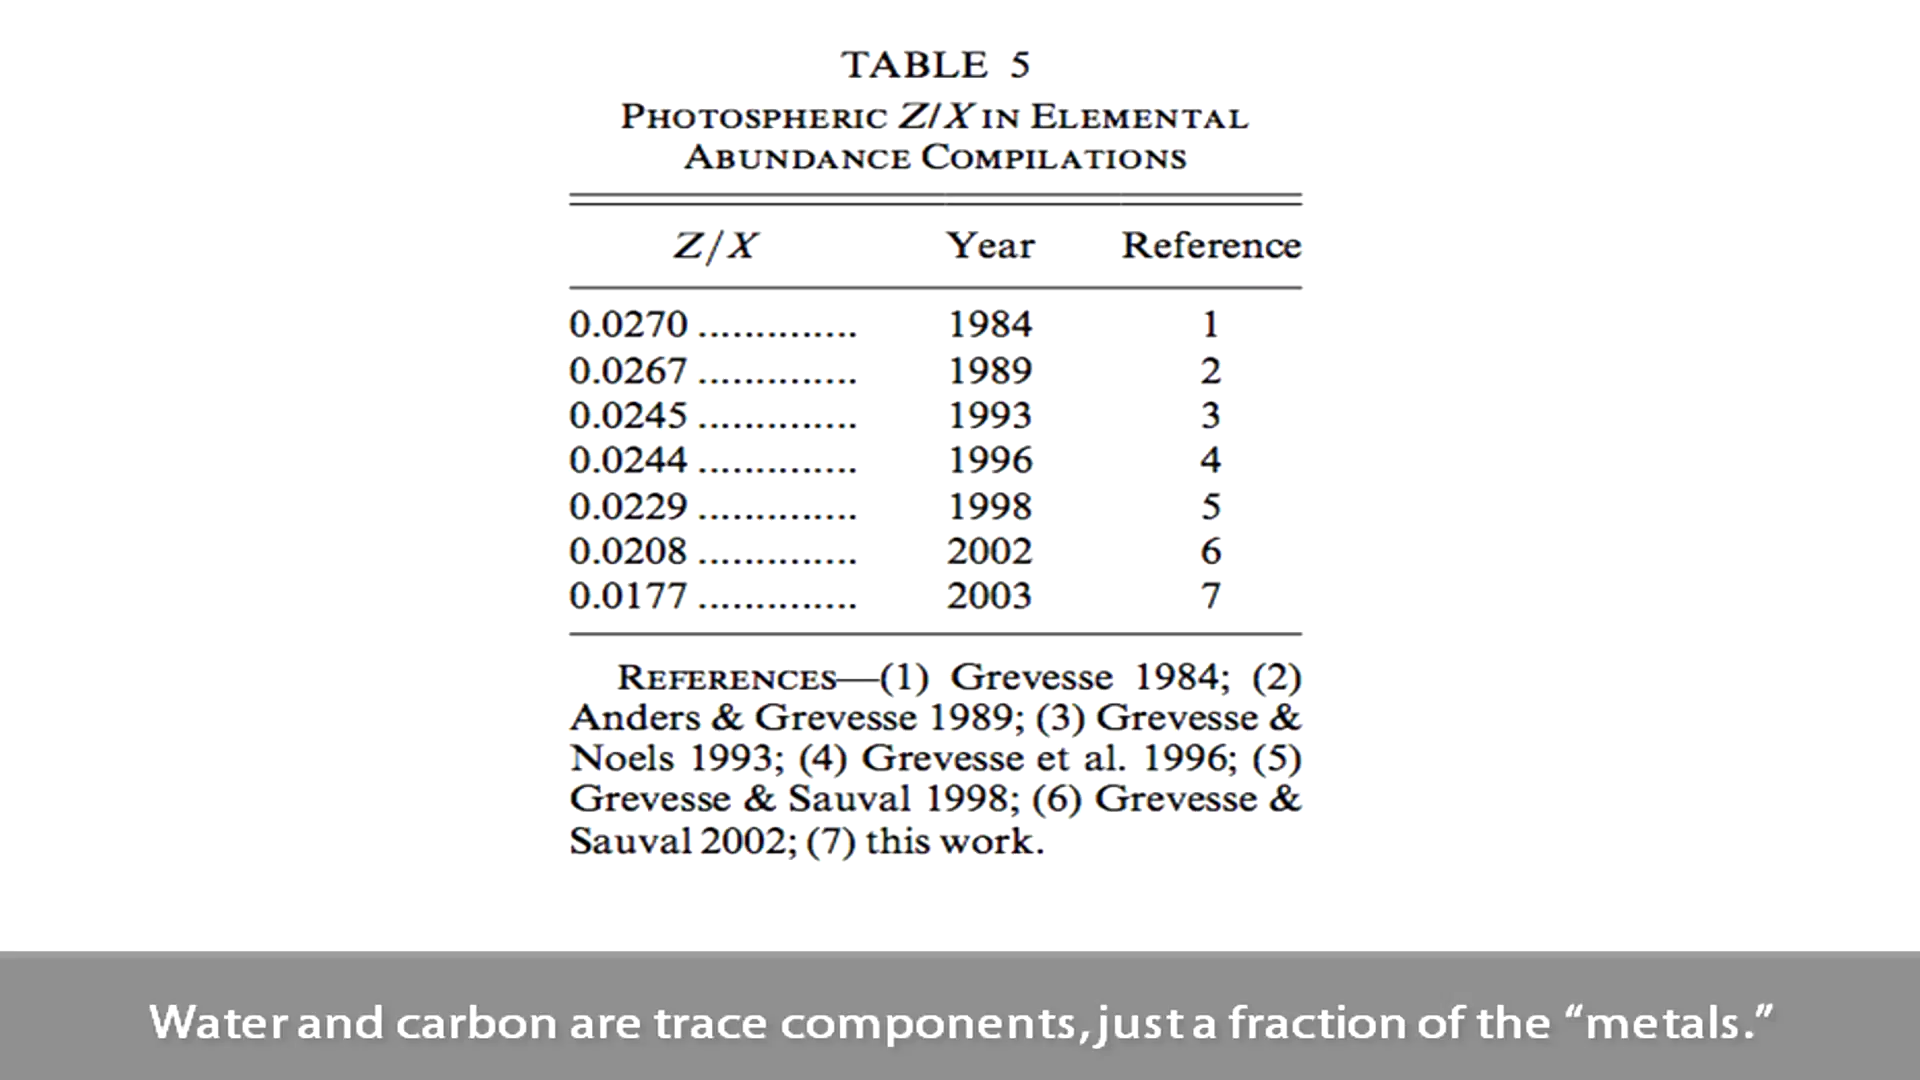 TABLE 5
PHOTOSPHERIC Z/X IN ELEMENTAL
ABUNDANCE COMPILATIONS
Z/X Year Reference
0.0270 .............. 1984 1
0.0267 .............. 1989 2
0.0245 .............. 1993 3
0.0244 .............. 1996 4
0.0229 .............. 1998 5
0.0208 .............. 2002 6
0.0177 .............. 2003 7
REFERENCES—(1) Grevesse 1984; (2)
Anders & Grevesse 1989; (3) Grevesse &
Noels 1993; (4) Grevesse et al. 1996; (5)
Grevesse & Sauval 1998; (6) Grevesse &
Sauval 2002; (7) this work.
Water and carbon are trace components, just a fraction of the “metals.”